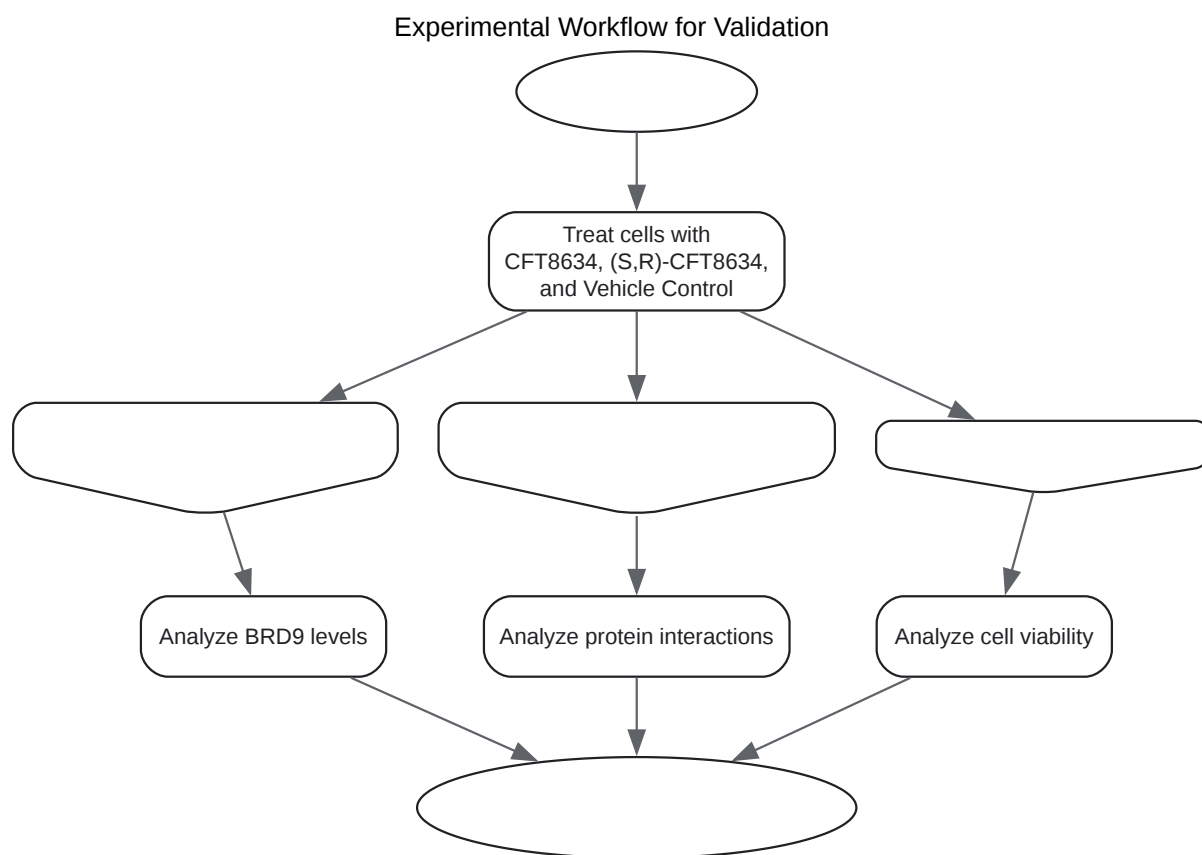 Experimental Workflow for Validation
Treat cells with
CFT8634, (S,R)-CFT8634,
and Vehicle Control
Analyze BRD9 levels
Analyze protein interactions
Analyze cell viability